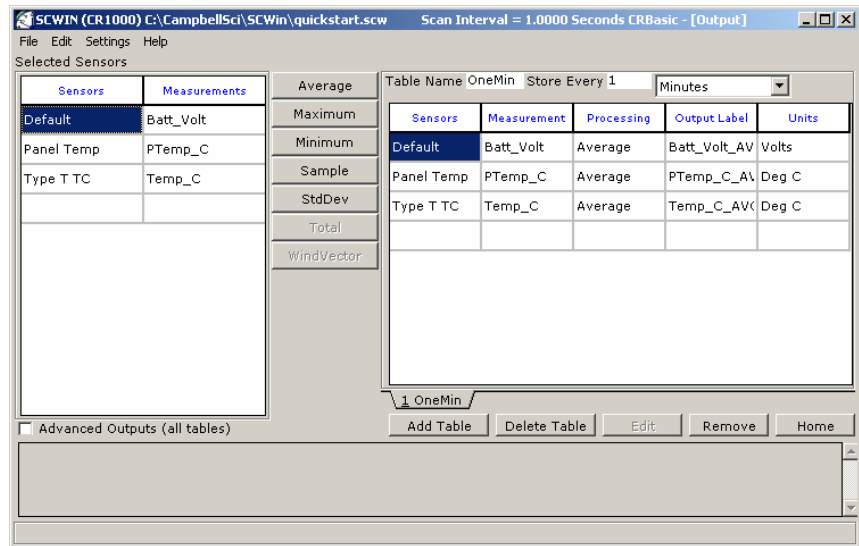 SCWIN (CR1000) C:\CampbellSci\SCWin\quickstart.scw Scan Interval = 1.0000 Seconds CRBasic - [Output]
File Edit Settings Help
Selected Sensors
Sensors Measurements
Default Batt_Volt
Panel Temp PTemp_C
Type T TC Temp_C
Average
Maximum
Minimum
Sample
StdDev
Total
WindVector
Table Name OneMin Store Every 1 Minutes
Sensors Measurement Processing Output Label Units
Default Batt_Volt Average Batt_Volt_AV Volts
Panel Temp PTemp_C Average PTemp_C_A\ Deg C
Type T TC Temp_C Average Temp_C_AV( Deg C
1 OneMin
Advanced Outputs (all tables)
Add Table Delete Table Edit Remove Home